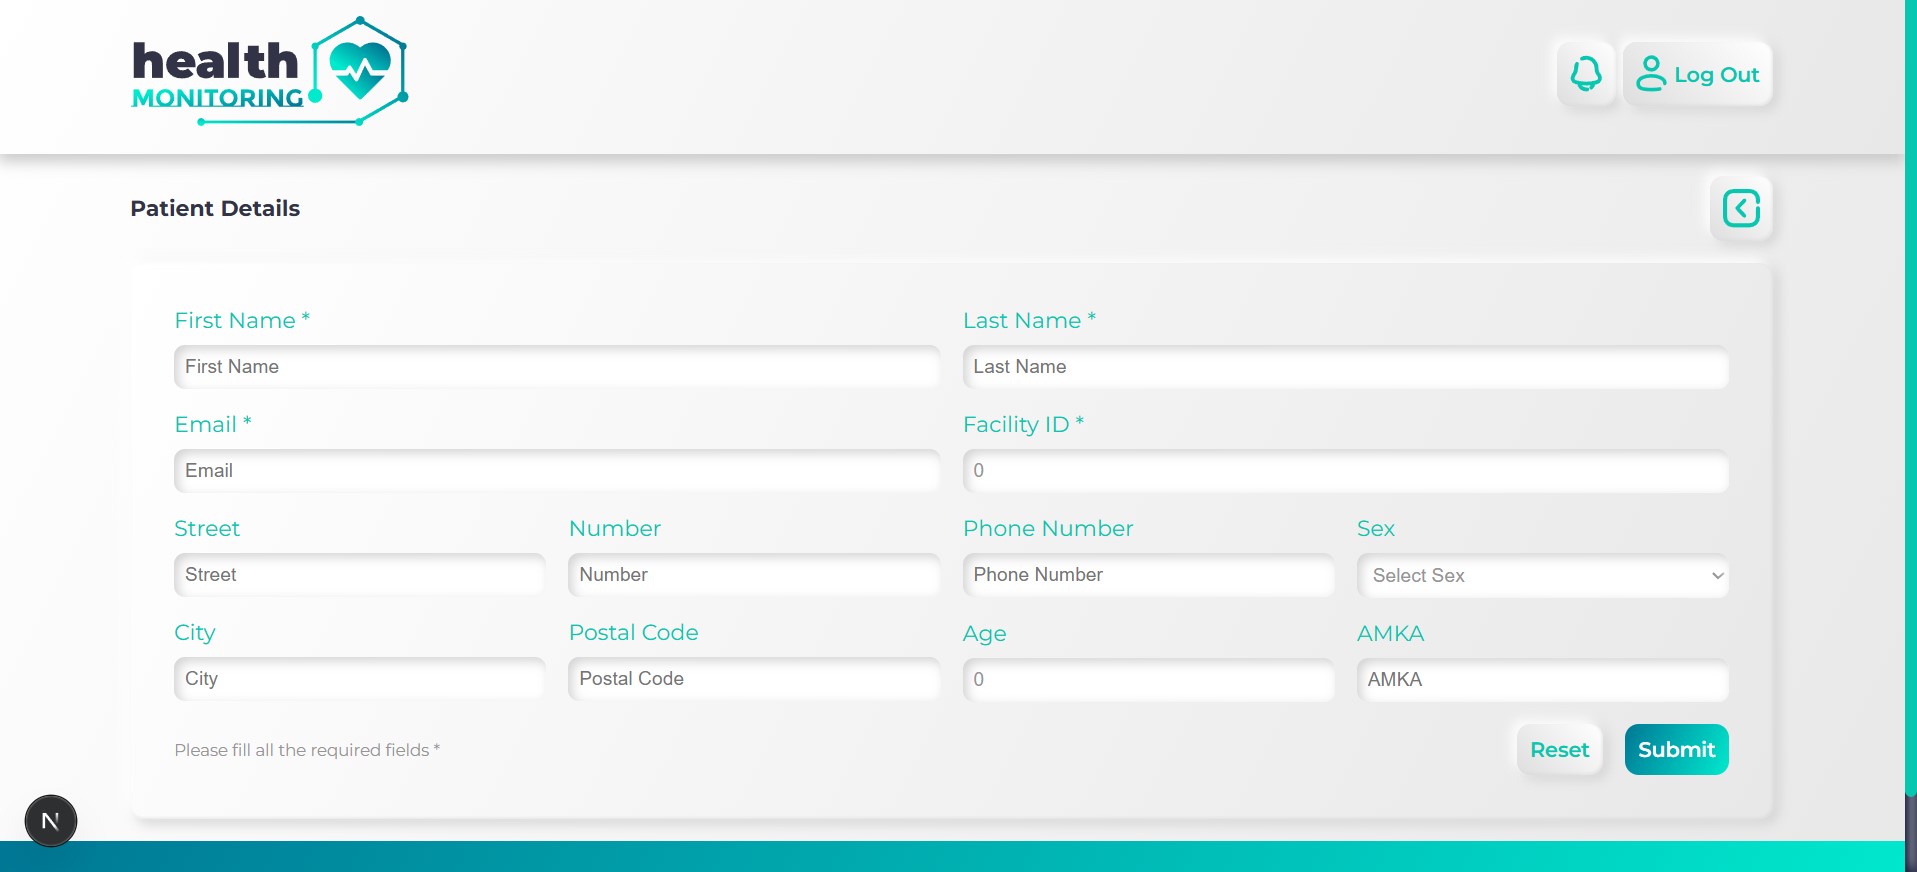 health
MONITORING
Log Out
Patient Details
First Name *
Last Name *
First Name
Last Name
Email *
Facility ID *
Email
0
Street
Number
Phone Number
Sex
Street
Number
Phone Number
Select Sex
City
Postal Code
Age
AMKA
City
Postal Code
0
AMKA
Please fill all the required fields *
Reset
Submit
N